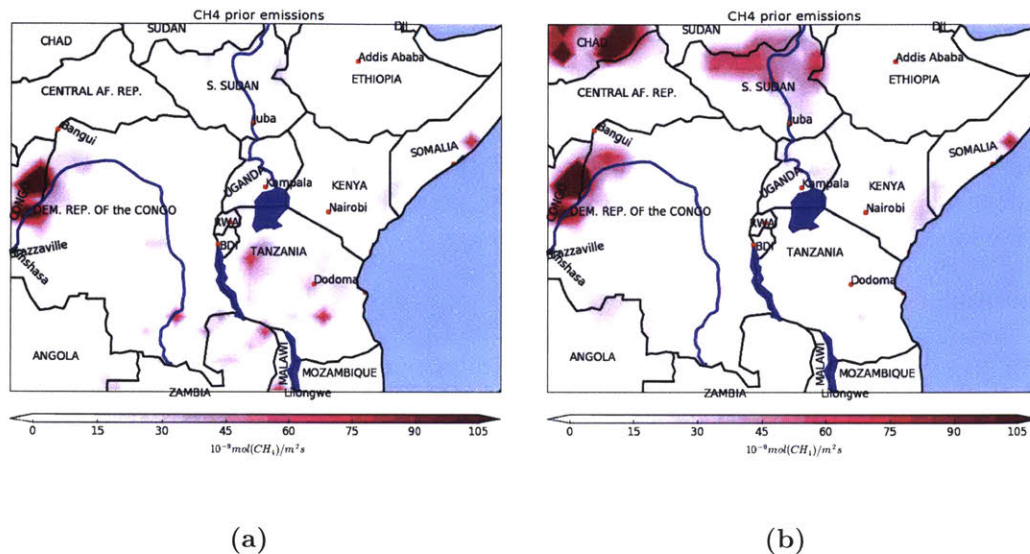 CH4 prior emissions
SUDAN
CHAD
Addis Ababa
ETHIOPIA
CENTRAL AF. REP.
S. SUDAN
Juba
Bangui
SOMALIA
UGANDA
Kampala
KENYA
CONGO
DEM. REP. OF the CONGO
Nairobi
RWA
BDI
TANZANIA
Brazzaville
Kinshasa
Dodoma
ANGOLA
MALAWI
MOZAMBIQUE
ZAMBIA
Lilongwe
0 15 30 45 60 75 90 105
10⁻⁹mol(CH₄)/m²s
(a)
CH4 prior emissions
SUDAN
CHAD
Addis Ababa
ETHIOPIA
CENTRAL AF. REP.
S. SUDAN
Juba
Bangui
SOMALIA
UGANDA
Kampala
KENYA
CONGO
DEM. REP. OF the CONGO
Nairobi
RWA
BDI
TANZANIA
Brazzaville
Kinshasa
Dodoma
ANGOLA
MALAWI
MOZAMBIQUE
ZAMBIA
Lilongwe
0 15 30 45 60 75 90 105
10⁻⁹mol(CH₄)/m²s
(b)